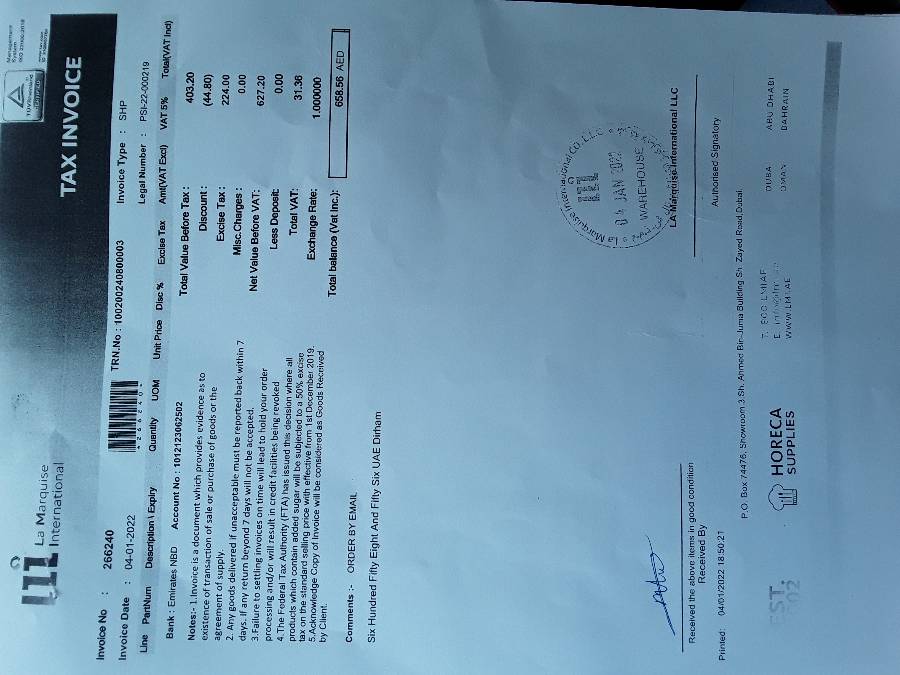 La Marquise
International
TAX INVOICE
Invoice No : 266240
TRN.No : 100200240800003
Invoice Type : SHP
Invoice Date : 04-01-2022
Legal Number : PSI-22-000219
Line PartNum Description \ Expiry Quantity UOM Unit Price Disc % Excise Tax Amt(VAT Excl) VAT 5% Total(VAT Incl)
Bank : Emirates NBD Account No : 1012123062502
Notes:- 1.Invoice is a document which provides evidence as to
existence of transaction of sale or purchase of goods or the
agreement of supply.
2. Any goods delivered if unacceptable must be reported back within 7
days. If any return beyond 7 days will not be accepted.
3.Failure to settling invoices on time will lead to hold your order
processing and/or will result in credit facilities being revoked
4.The Federal Tax Authority (FTA) has issued this decision where all
products which contain added sugar will be subjected to a 50% excise
tax on the standard selling price with effective from 1st December 2019.
5.Acknowledge Copy of Invoice will be considered as Goods Received
by Client.
Total Value Before Tax : 403.20
Discount : (44.80)
Excise Tax : 224.00
Misc.Charges : 0.00
Net Value Before VAT: 627.20
Less Deposit: 0.00
Total VAT: 31.36
Exchange Rate: 1.000000
Total balance (Vat Inc.): 658.56 AED
Comments :- ORDER BY EMAIL
Six Hundred Fifty Eight And Fifty Six UAE Dirham
La Marquise International CO. LLC
04 JAN 2022
WAREHOUSE
LA Marquise International LLC
Authorised Signatory
Received the above items in good condition
Received By
Printed: 04/01/2022 18:50:21
P.O. Box 74476, Showroom 3 Sh. Ahmed Bin Juma Building Sh. Zayed Road,Dubai.
EST.
HORECA
SUPPLIES
WWW.LMI.AE
DUBAI
ABU DHABI
OMAN
BAHRAIN